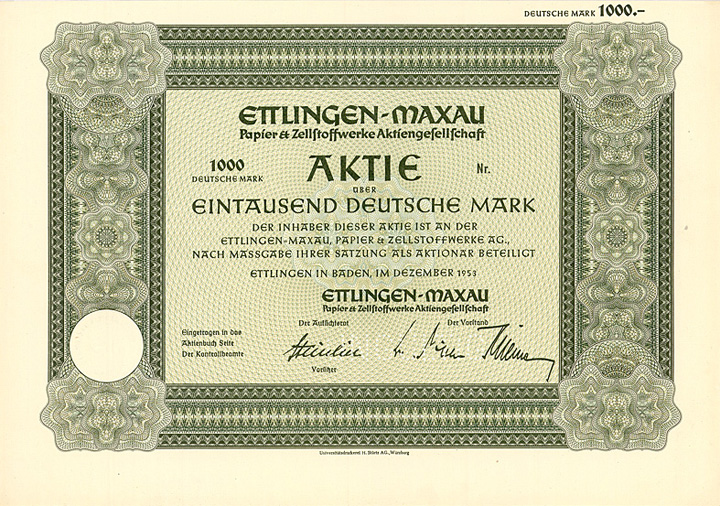 DEUTSCHE MARK 1000.–
ETTLINGEN-MAXAU
Papier & Zellstoffwerke Aktiengesellschaft
1000
DEUTSCHE MARK
AKTIE
Nr.
ÜBER
EINTAUSEND DEUTSCHE MARK
DER INHABER DIESER AKTIE IST AN DER
ETTLINGEN-MAXAU, PAPIER & ZELLSTOFFWERKE AG.,
NACH MASSGABE IHRER SATZUNG ALS AKTIONÄR BETEILIGT
ETTLINGEN IN BADEN, IM DEZEMBER 1953
ETTLINGEN-MAXAU
Papier & Zellstoffwerke Aktiengesellschaft
Der Aufsichtsrat
Der Vorstand
Eingetragen in das
Aktienbuch Seite
Der Kontrollbeamte
Vorsitzer
Universitätsdruckerei H. Stürtz AG., Würzburg